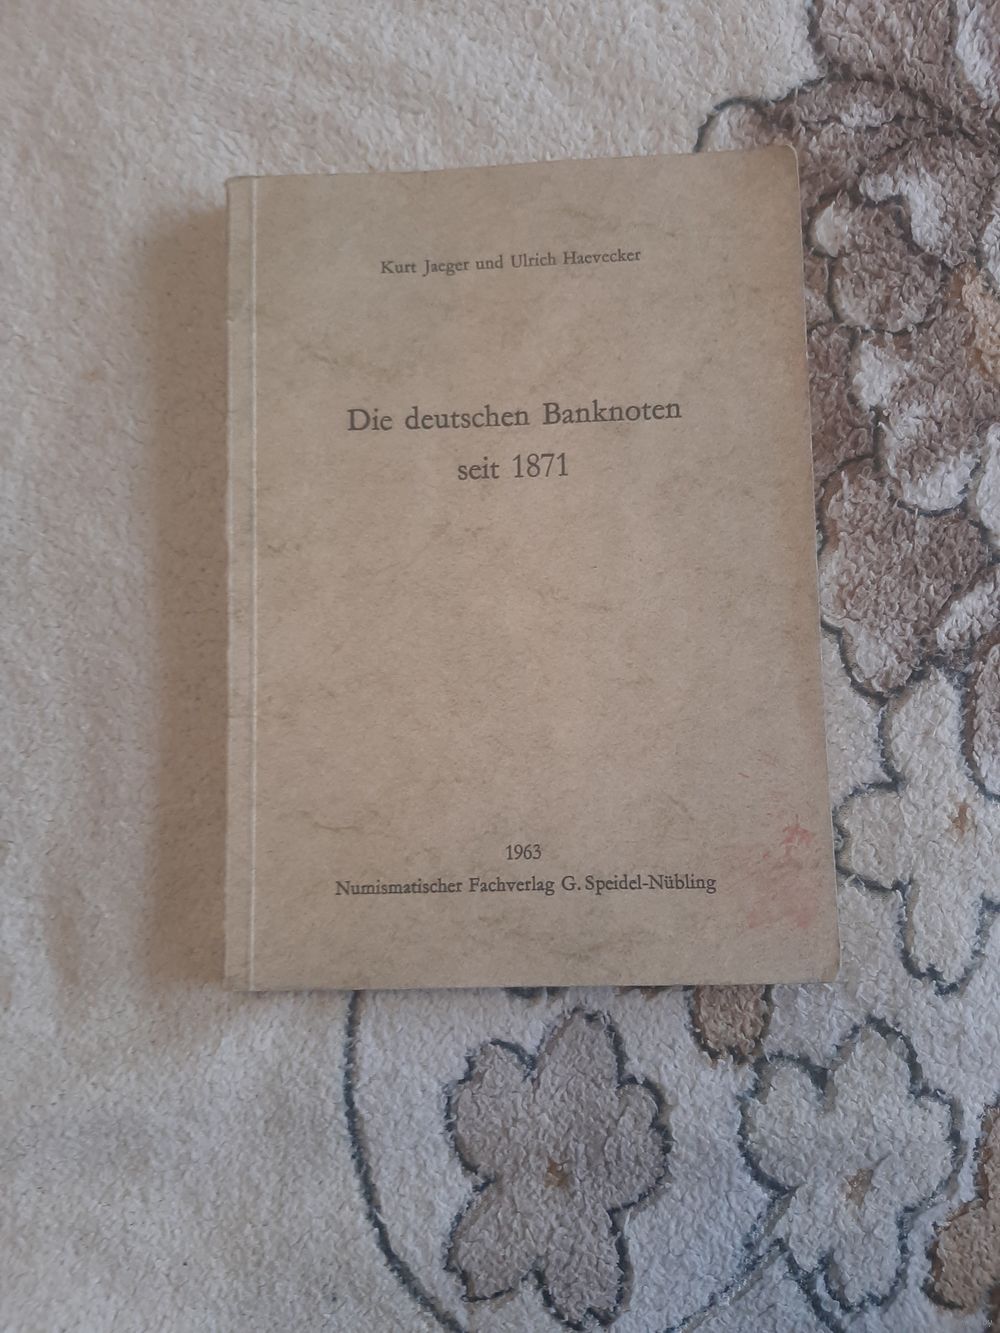 Kurt Jaeger und Ulrich Haevecker
Die deutschen Banknoten
seit 1871
1963
Numismatischer Fachverlag G. Speidel-Nübling